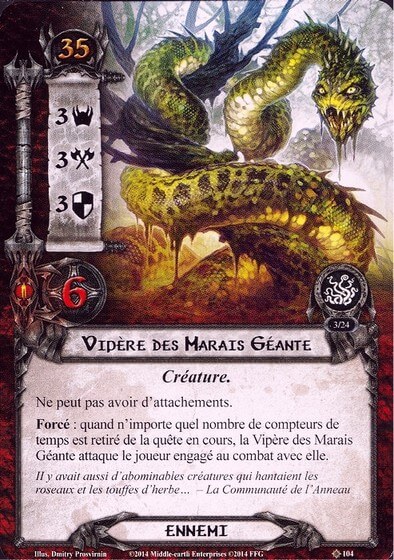 35
3
3
3
6
3/24
Vipère des Marais Géante
Créature.
Ne peut pas avoir d'attachements.
Forcé : quand n'importe quel nombre de compteurs de
temps est retiré de la quête en cours, la Vipère des Marais
Géante attaque le joueur engagé au combat avec elle.
Il y avait aussi d'abominables créatures qui hantaient les
roseaux et les touffes d'herbe… – La Communauté de l'Anneau
ENNEMI
Illus. Dmitry Prosvirnin ©2014 Middle-earth Enterprises ©2014 FFG 104